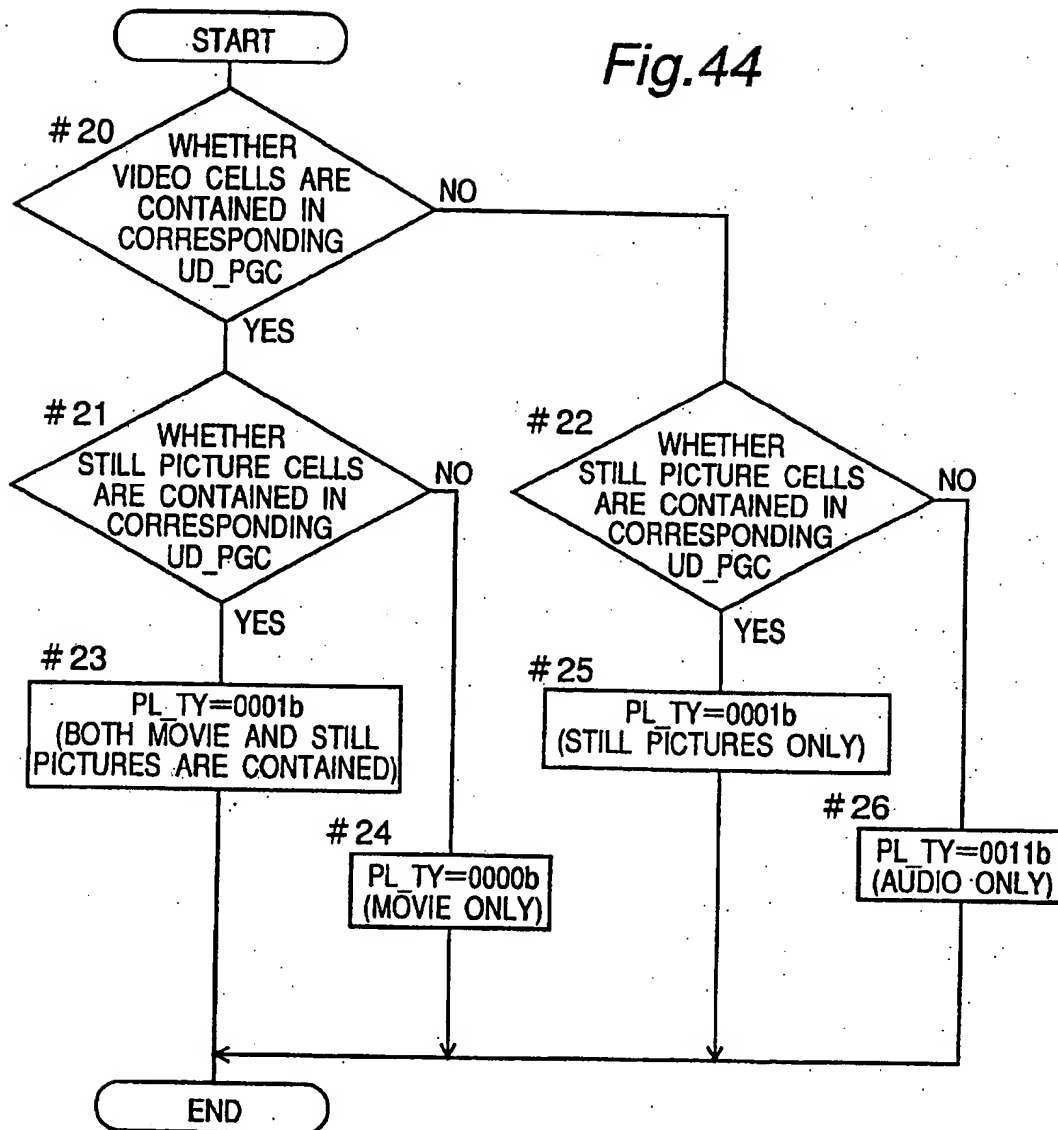 START
Fig.44
#20
WHETHER
VIDEO CELLS ARE
CONTAINED IN
CORRESPONDING
UD_PGC
NO
YES
#21
WHETHER
STILL PICTURE CELLS
ARE CONTAINED IN
CORRESPONDING
UD_PGC
NO
YES
#22
WHETHER
STILL PICTURE CELLS
ARE CONTAINED IN
CORRESPONDING
UD_PGC
NO
YES
#23
PL_TY=0001b
(BOTH MOVIE AND STILL
PICTURES ARE CONTAINED)
#24
PL_TY=0000b
(MOVIE ONLY)
#25
PL_TY=0001b
(STILL PICTURES ONLY)
#26
PL_TY=0011b
(AUDIO ONLY)
END